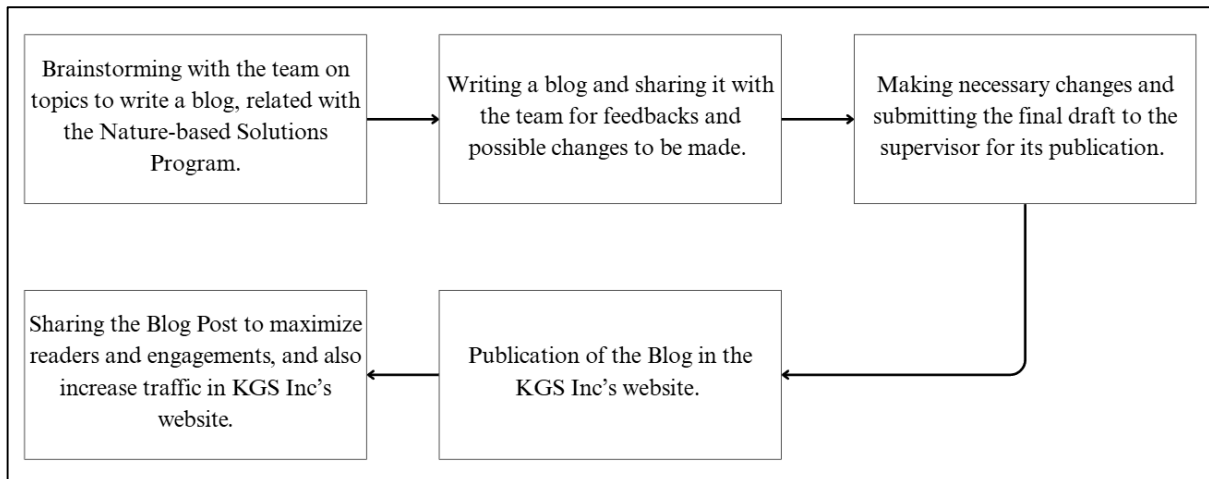 Brainstorming with the team on
topics to write a blog, related with
the Nature-based Solutions
Program.
Writing a blog and sharing it with
the team for feedbacks and
possible changes to be made.
Making necessary changes and
submitting the final draft to the
supervisor for its publication.
Publication of the Blog in the
KGS Inc’s website.
Sharing the Blog Post to maximize
readers and engagements, and also
increase traffic in KGS Inc’s
website.